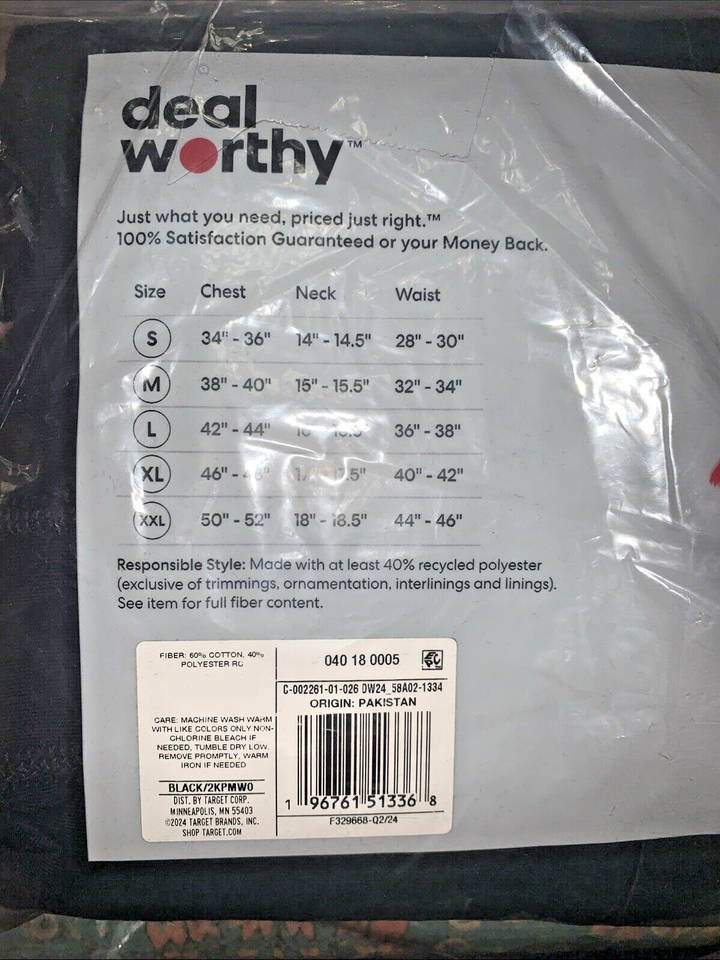 deal
worthy™
Just what you need, priced just right.™
100% Satisfaction Guaranteed or your Money Back.
Size Chest Neck Waist
S 34" - 36" 14" - 14.5" 28" - 30"
M 38" - 40" 15" - 15.5" 32" - 34"
L 42" - 44" 36" - 38"
XL 46" - 40" - 42"
XXL 50" - 52" 18" - 18.5" 44" - 46"
Responsible Style: Made with at least 40% recycled polyester
(exclusive of trimmings, ornamentation, interlinings and linings).
See item for full fiber content.
FIBER: 60% COTTON, 40%
POLYESTER RC
CARE: MACHINE WASH WARM
WITH LIKE COLORS ONLY NON-
CHLORINE BLEACH IF
NEEDED, TUMBLE DRY LOW,
REMOVE PROMPTLY, WARM
IRON IF NEEDED
BLACK/2KPMW0
DIST. BY TARGET CORP.
MINNEAPOLIS, MN 55403
©2024 TARGET BRANDS, INC.
SHOP TARGET.COM
040 18 0005
C-002261-01-026 DW24_58A02-1334
ORIGIN: PAKISTAN
1 96761 51336 8
F329668-Q2/24